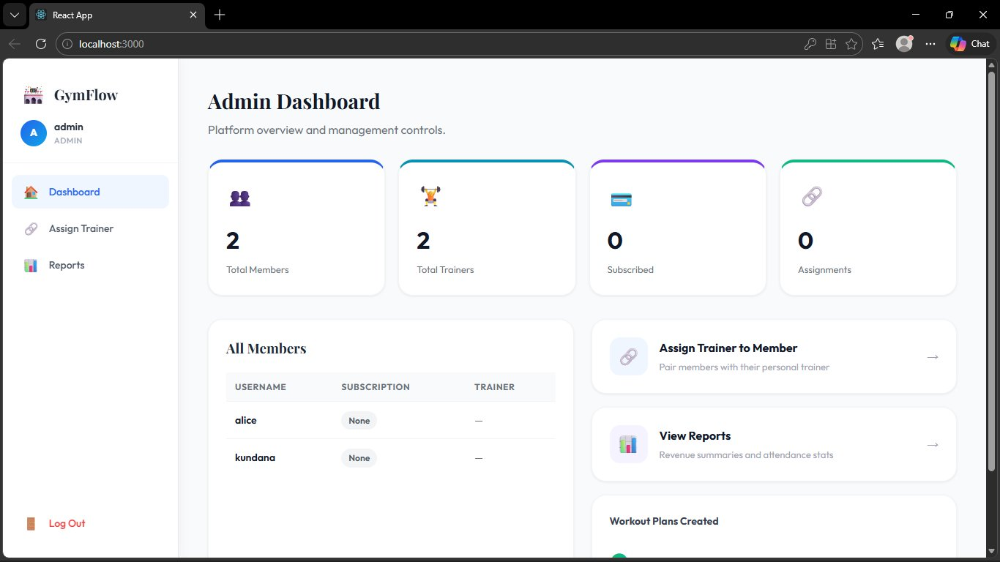 React App
localhost:3000
Chat
GymFlow
A
admin
ADMIN
Dashboard
Assign Trainer
Reports
Log Out
Admin Dashboard
Platform overview and management controls.
2
Total Members
2
Total Trainers
0
Subscribed
0
Assignments
All Members
USERNAME SUBSCRIPTION TRAINER
alice None —
kundana None —
Assign Trainer to Member
Pair members with their personal trainer
→
View Reports
Revenue summaries and attendance stats
→
Workout Plans Created